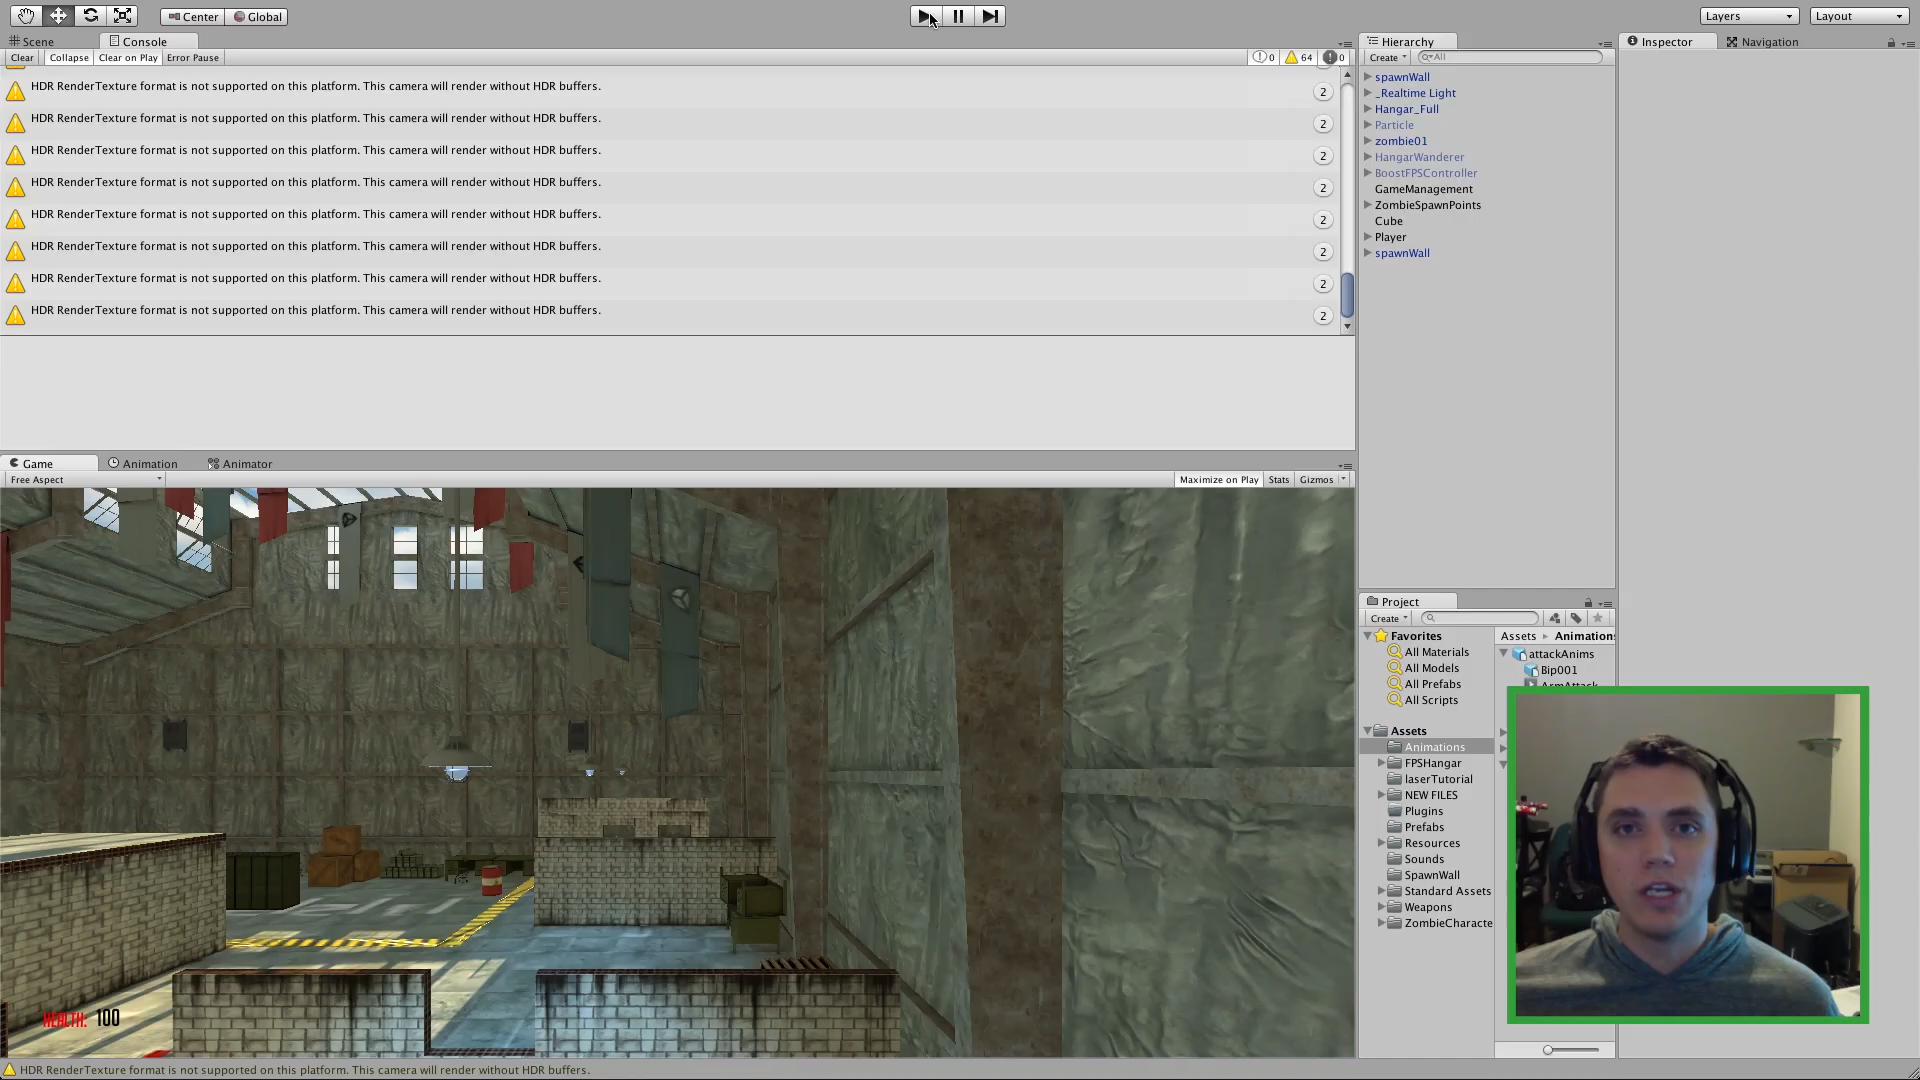 Center
Global
Layers
Layout
Scene
Console
Clear
Collapse
Clear on Play
Error Pause
0
64
0
HDR RenderTexture format is not supported on this platform. This camera will render without HDR buffers.
2
HDR RenderTexture format is not supported on this platform. This camera will render without HDR buffers.
2
HDR RenderTexture format is not supported on this platform. This camera will render without HDR buffers.
2
HDR RenderTexture format is not supported on this platform. This camera will render without HDR buffers.
2
HDR RenderTexture format is not supported on this platform. This camera will render without HDR buffers.
2
HDR RenderTexture format is not supported on this platform. This camera will render without HDR buffers.
2
HDR RenderTexture format is not supported on this platform. This camera will render without HDR buffers.
2
HDR RenderTexture format is not supported on this platform. This camera will render without HDR buffers.
2
Game
Animation
Animator
Free Aspect
Maximize on Play
Stats
Gizmos
HEALTH: 100
HDR RenderTexture format is not supported on this platform. This camera will render without HDR buffers.
Hierarchy
Create
All
spawnWall
_Realtime Light
Hangar_Full
Particle
zombie01
HangarWanderer
BoostFPSController
GameManagement
ZombieSpawnPoints
Cube
Player
spawnWall
Project
Create
Favorites
All Materials
All Models
All Prefabs
All Scripts
Assets
Animations
FPSHangar
laserTutorial
NEW FILES
Plugins
Prefabs
Resources
Sounds
SpawnWall
Standard Assets
Weapons
ZombieCharacte
Assets
Animations
attackAnims
Bip001
ArmAttack
Inspector
Navigation